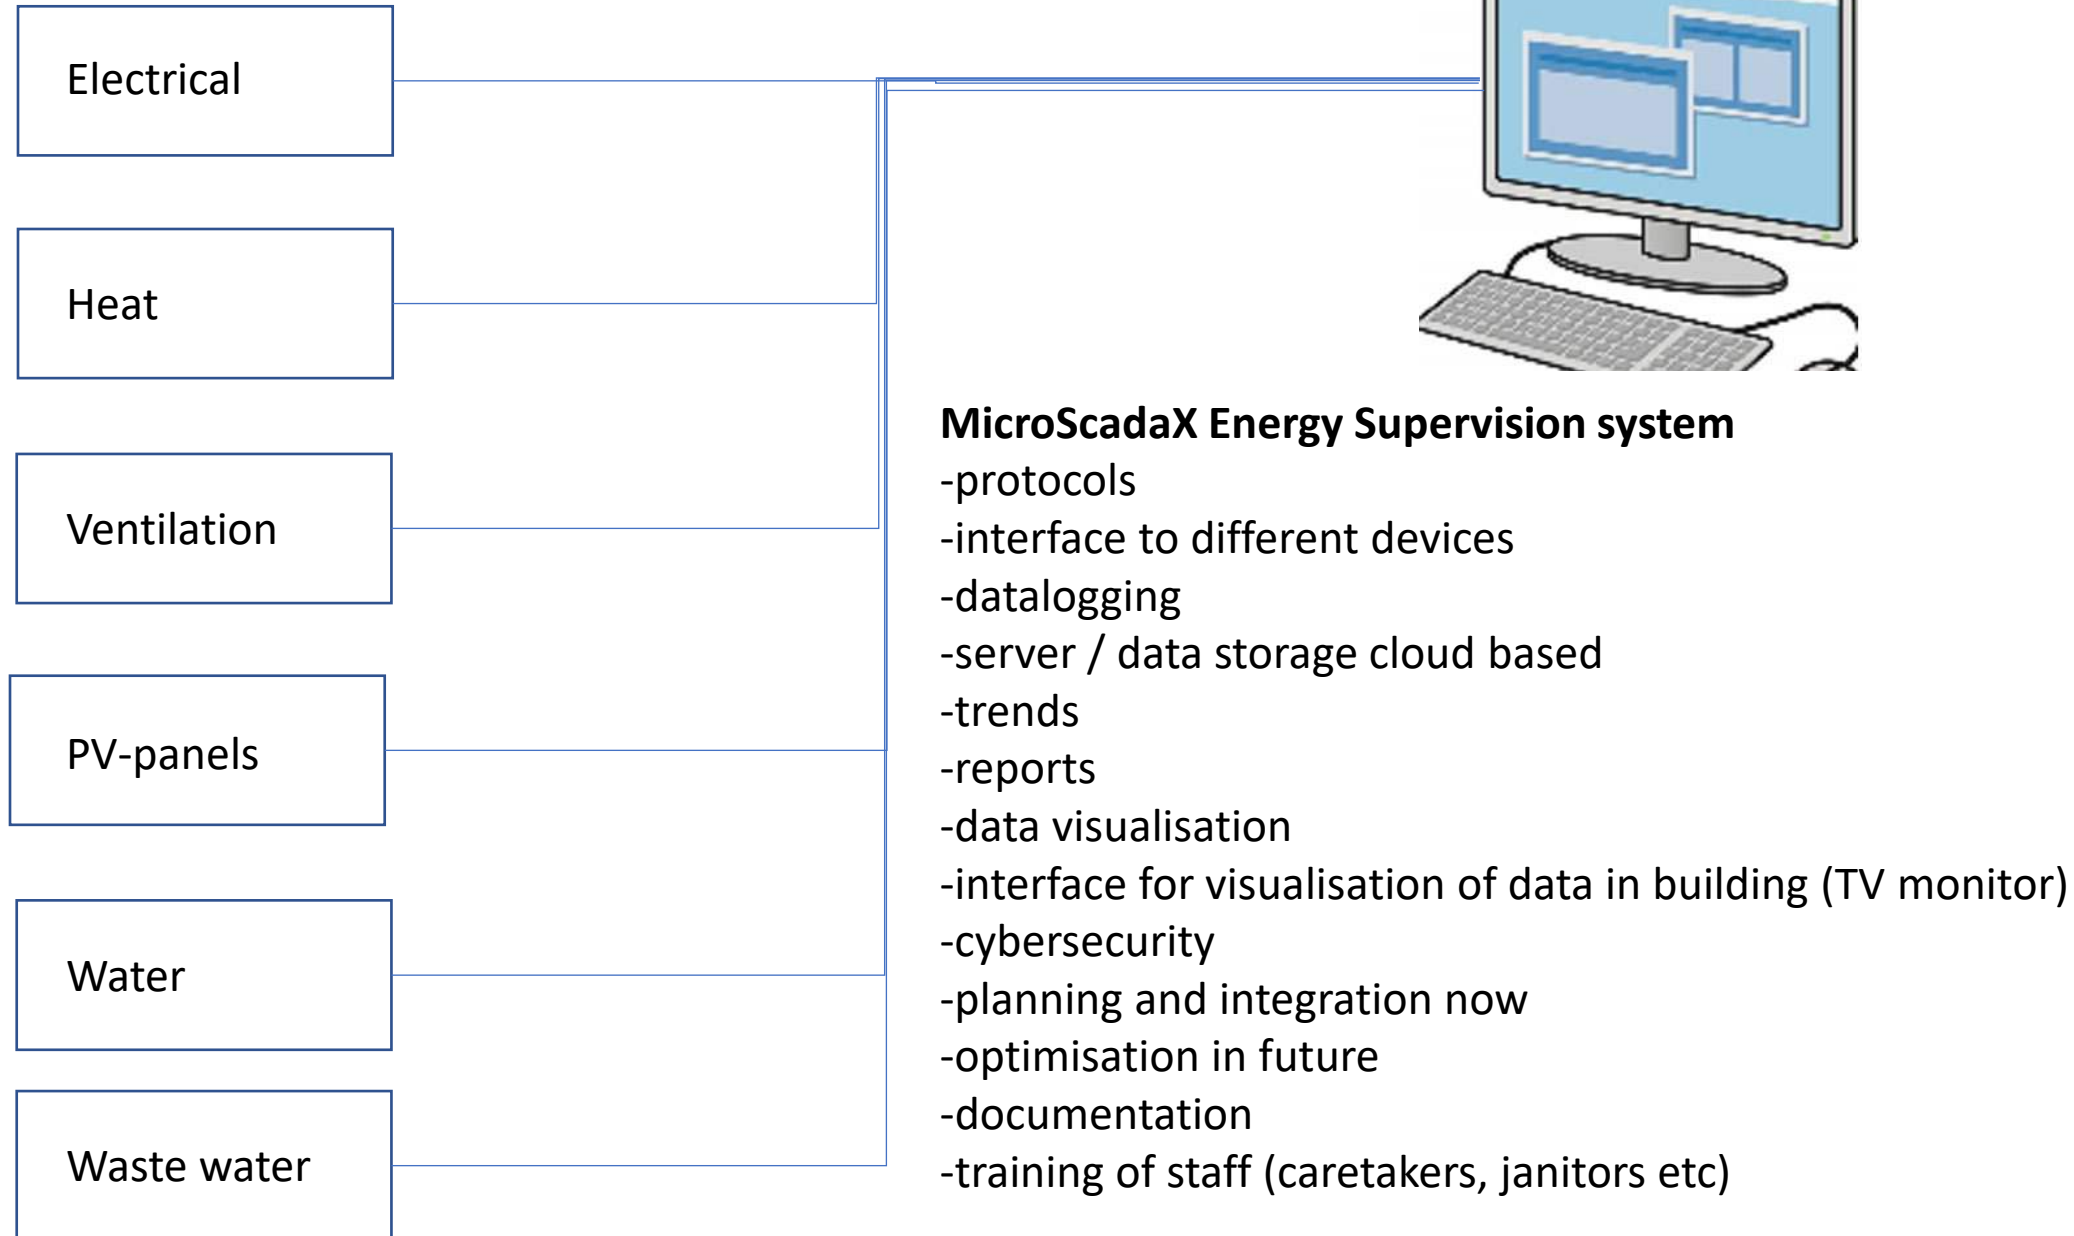 Electrical
Heat
Ventilation
PV-panels
Water
Waste water
MicroScadaX Energy Supervision system
-protocols
-interface to different devices
-datalogging
-server / data storage cloud based
-trends
-reports
-data visualisation
-interface for visualisation of data in building (TV monitor)
-cybersecurity
-planning and integration now
-optimisation in future
-documentation
-training of staff (caretakers, janitors etc)